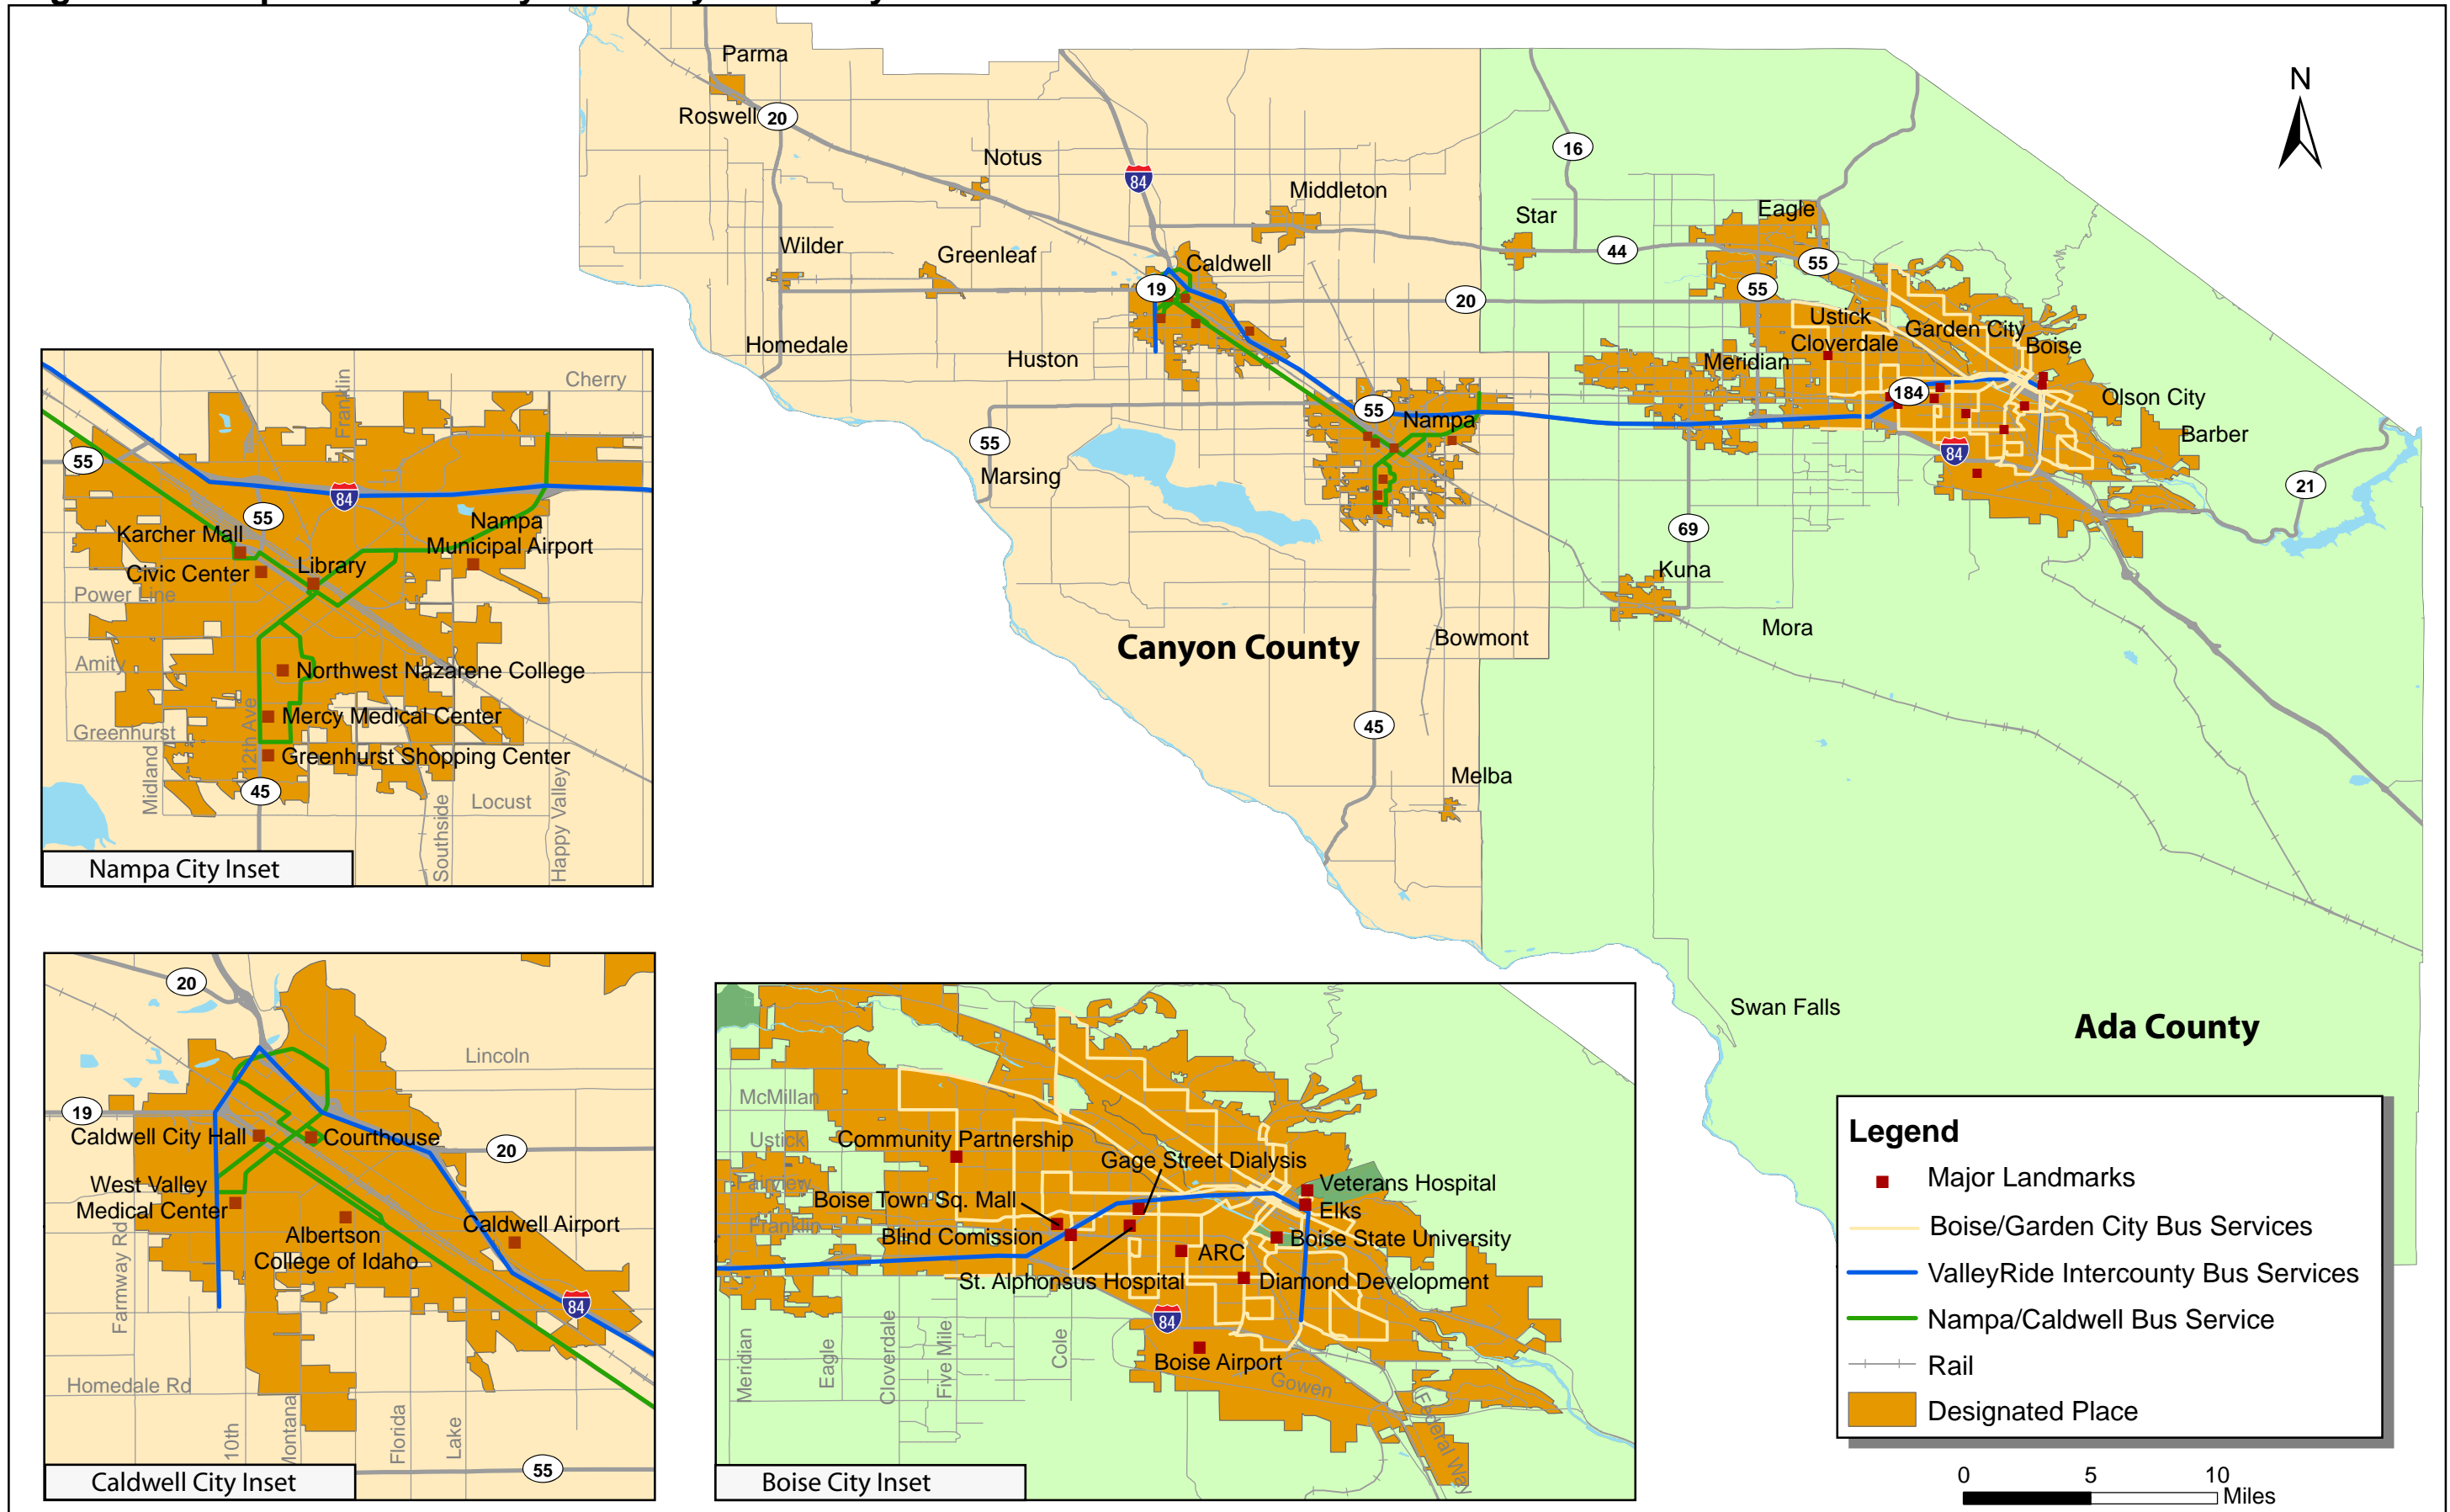 N
Parma
Roswell
20
Notus
84
Middleton
16
Star
Eagle
Wilder
Greenleaf
Caldwell
44
55
19
20
55
Ustick
Garden City
Cloverdale
Boise
Homedale
Huston
Meridian
184
Olson City
55
Nampa
Barber
55
84
Marsing
21
69
Kuna
Mora
Canyon County
Bowmont
45
Melba
Swan Falls
Ada County
Cherry
Franklin
55
84
55
Nampa
Municipal Airport
Karcher Mall
Library
Civic Center
Power Line
Amity
Northwest Nazarene College
Mercy Medical Center
Greenhurst
12th Ave
Greenhurst Shopping Center
Midland
45
Locust
Southside
Happy Valley
Nampa City Inset
20
Lincoln
19
Caldwell City Hall
Courthouse
20
West Valley
Medical Center
Albertson
College of Idaho
Caldwell Airport
Farmway Rd
84
Homedale Rd
10th
Montana
Florida
Lake
55
Caldwell City Inset
McMillan
Ustick
Community Partnership
Gage Street Dialysis
Fairview
Veterans Hospital
Boise Town Sq. Mall
Elks
Franklin
Blind Comission
Boise State University
ARC
St. Alphonsus Hospital
Diamond Development
84
Meridian
Eagle
Cloverdale
Five Mile
Cole
Boise Airport
Gowen
Federal Way
Boise City Inset
Legend
Major Landmarks
Boise/Garden City Bus Services
ValleyRide Intercounty Bus Services
Nampa/Caldwell Bus Service
Rail
Designated Place
0 5 10
Miles